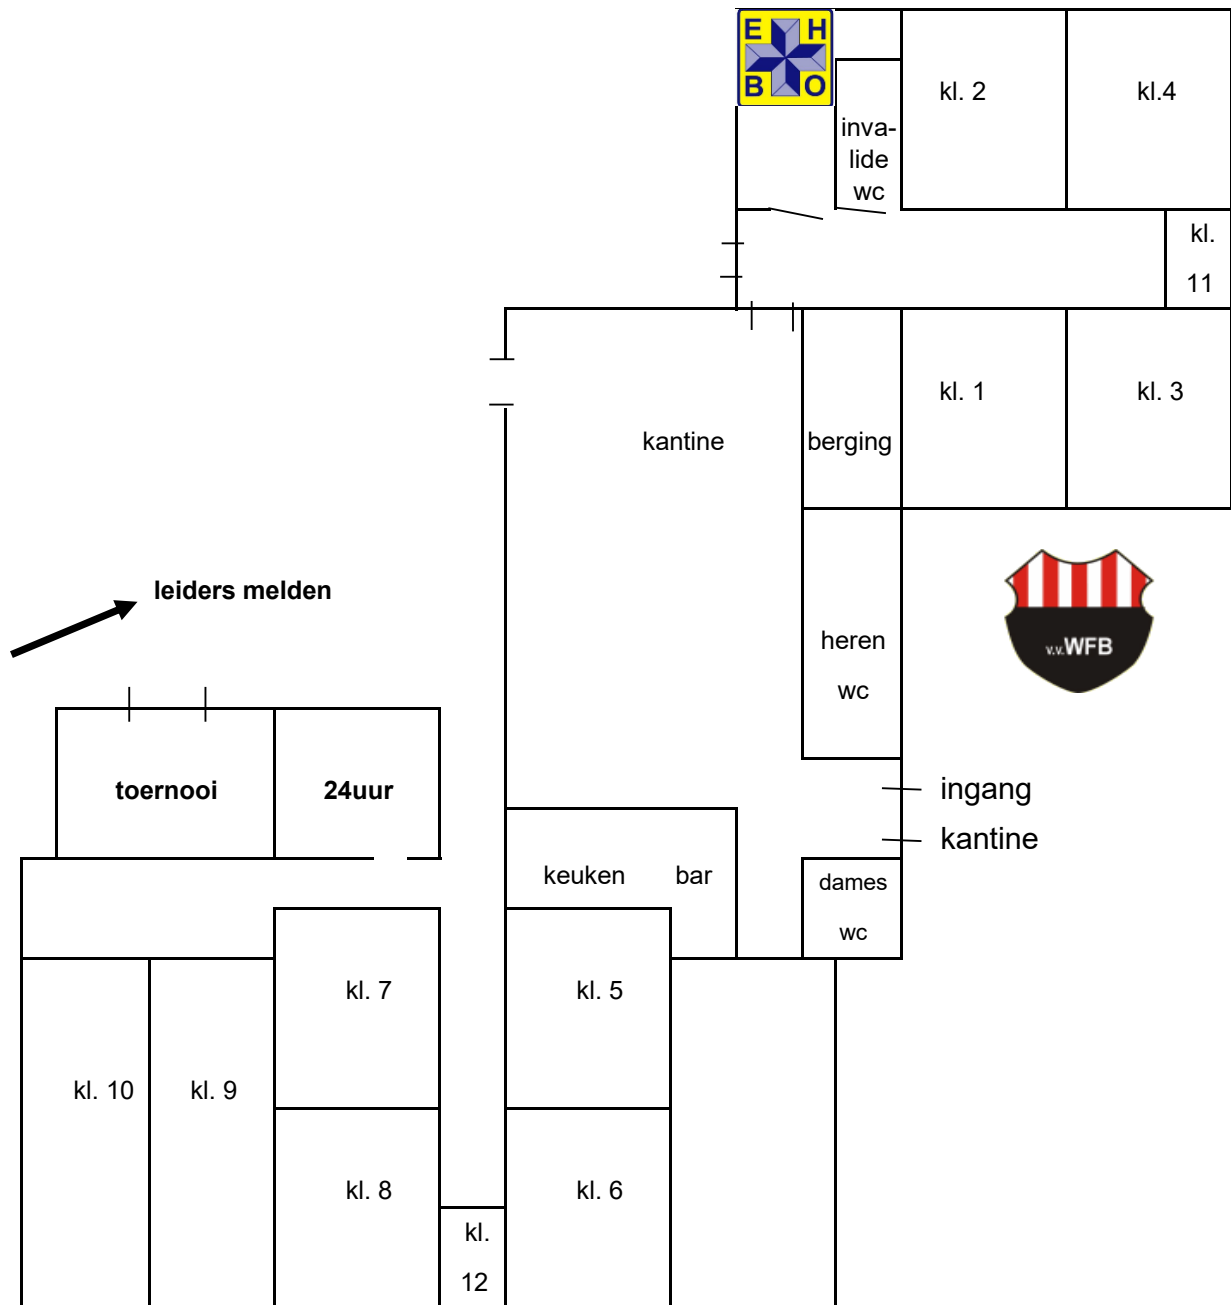 E H
B O
kl. 2
kl.4
inva-
lide
wc
kl.
11
kl. 1
kl. 3
kantine
berging
leiders melden
v.v.WFB
heren
wc
toernooi
24uur
ingang
kantine
keuken
bar
dames
wc
kl. 7
kl. 5
kl. 10
kl. 9
kl. 8
kl. 6
kl.
12